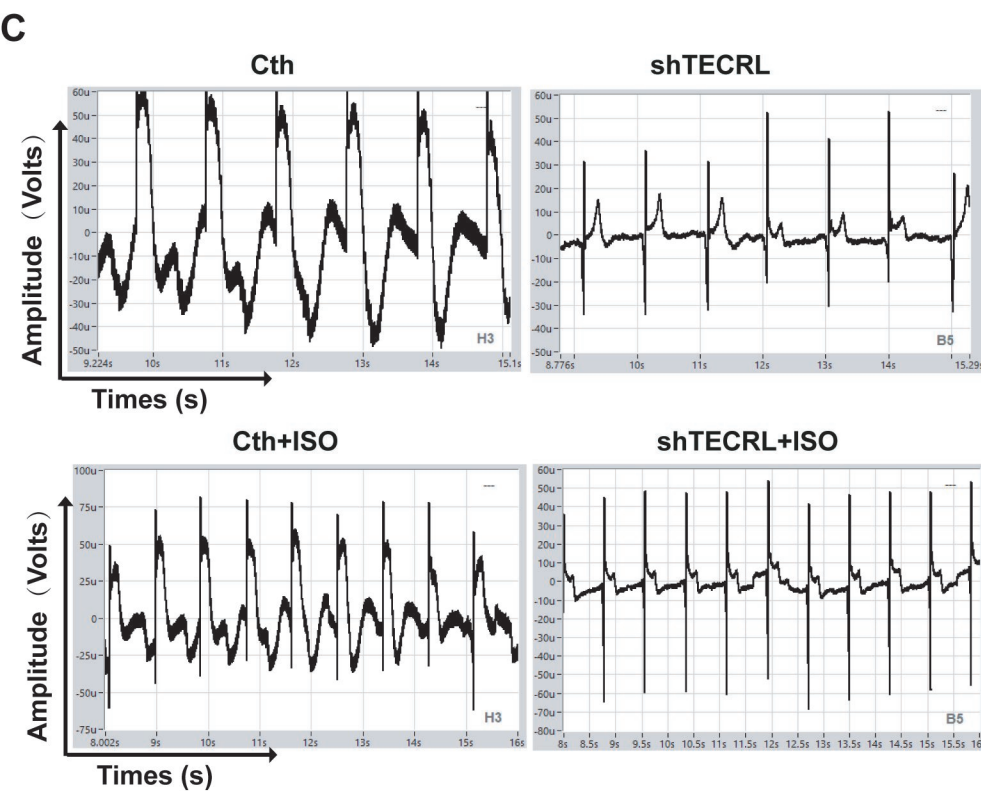 C
Cth
shTECRL
60u
50u
40u
30u
20u
10u
0
-10u
-20u
-30u
-40u
-50u
9.224s 10s 11s 12s 13s 14s 15.1s
H3
60u
50u
40u
30u
20u
10u
0
-10u
-20u
-30u
-40u
-50u
8.776s 10s 11s 12s 13s 14s 15.29s
B5
Amplitude（Volts）
Times (s)
Cth+ISO
shTECRL+ISO
100u
75u
50u
25u
0
-25u
-50u
-75u
8.002s 9s 10s 11s 12s 13s 14s 15s 16s
H3
60u
50u
40u
30u
20u
10u
0
-10u
-20u
-30u
-40u
-50u
-60u
-70u
-80u
8s 8.5s 9s 9.5s 10s 10.5s 11s 11.5s 12s 12.5s 13s 13.5s 14s 14.5s 15s 15.5s 16
B5
Amplitude（Volts）
Times (s)